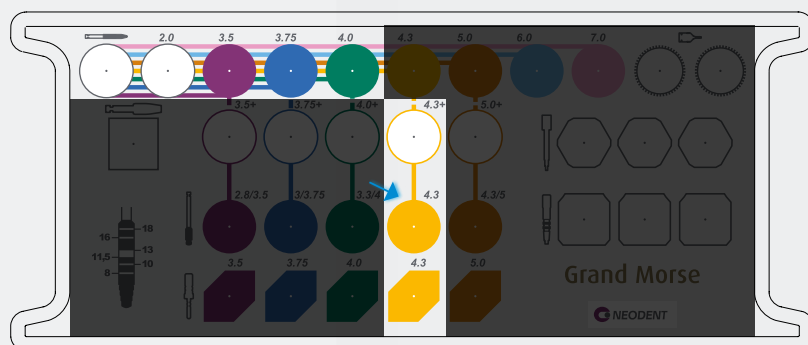 2.0 3.5 3.75 4.0 4.3 5.0 6.0 7.0
3.5+ 3.75+ 4.0+ 4.3+ 5.0+
2.8/3.5 3/3.75 3.3/4 4.3 4.3/5
18
16
13
11,5
10
8
3.5 3.75 4.0 4.3 5.0
Grand Morse
NEODENT